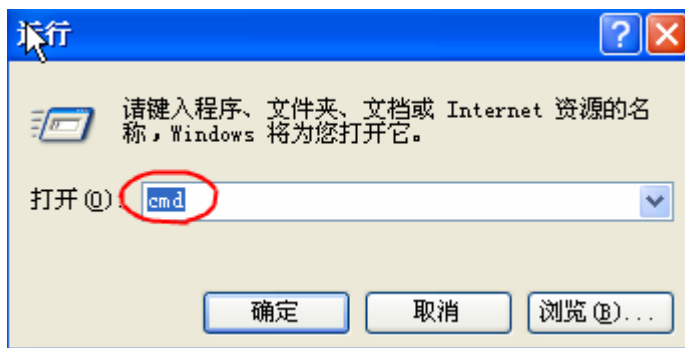 运行
请键入程序、文件夹、文档或 Internet 资源的名
称，Windows 将为您打开它。
打开(O):
cmd
确定
取消
浏览(B)...